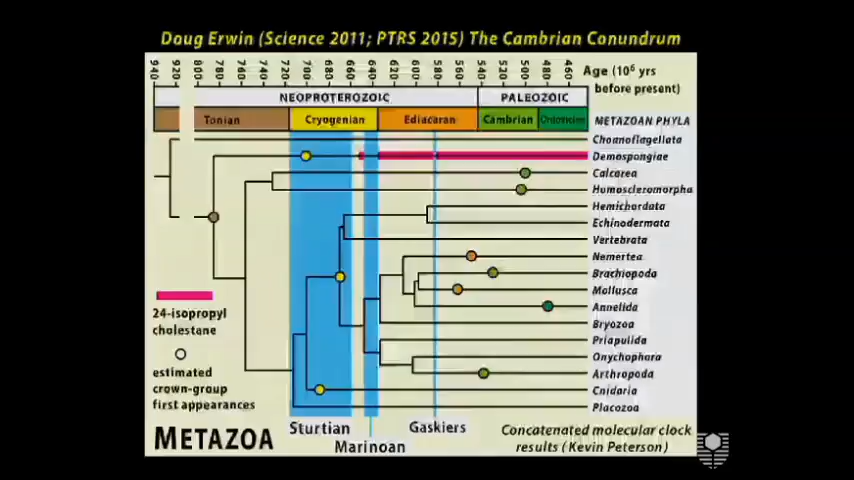 Doug Erwin (Science 2011; PTRS 2015) The Cambrian Conundrum
940 920 800 780 760 740 720 700 680 660 640 620 600 580 560 540 520 500 480 460
Age (10⁶ yrs
before present)
NEOPROTEROZOIC PALEOZOIC
Tonian Cryogenian Ediacaran Cambrian Ordovician METAZOAN PHYLA
Choanoflagellata
Demospongiae
Calcarea
Homoscleromorpha
Hemichordata
Echinodermata
Vertebrata
Nemertea
Brachiopoda
Mollusca
Annelida
Bryozoa
Priapulida
Onychophora
Arthropoda
Cnidaria
Placozoa
24-isopropyl
cholestane
estimated
crown-group
first appearances
METAZOA
Sturtian
Marinoan
Gaskiers
Concatenated molecular clock
results (Kevin Peterson)